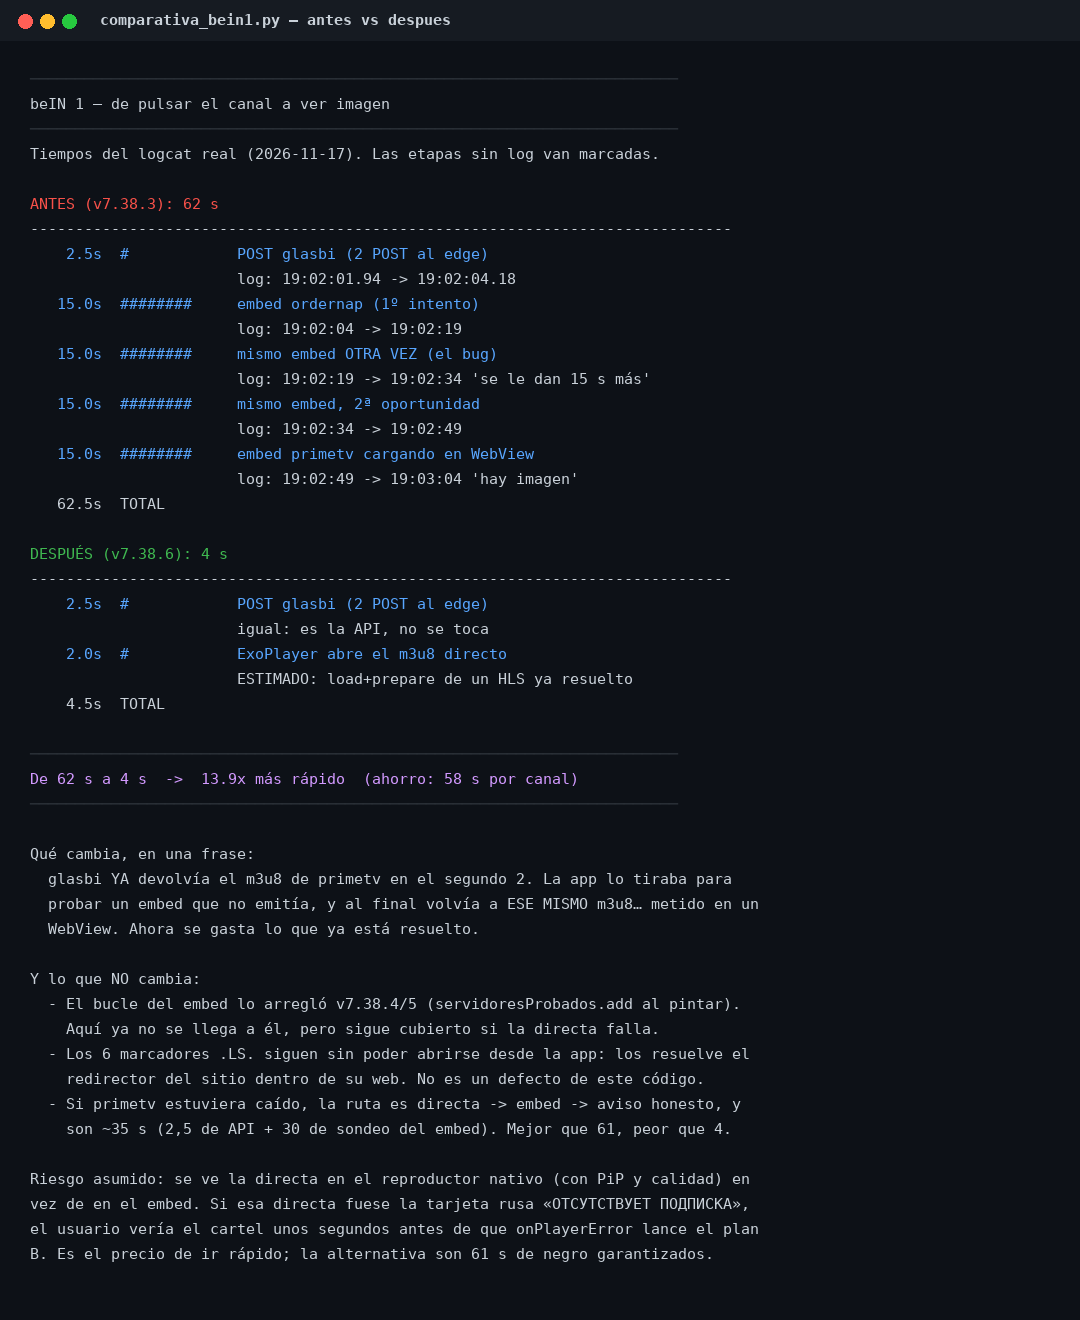 comparativa_bein1.py — antes vs despues
beIN 1 — de pulsar el canal a ver imagen
Tiempos del logcat real (2026-11-17). Las etapas sin log van marcadas.
ANTES (v7.38.3): 62 s
------------------------------------------------------------------------------
2.5s  #            POST glasbi (2 POST al edge)
log: 19:02:01.94 -> 19:02:04.18
15.0s  ########     embed ordernap (1º intento)
log: 19:02:04 -> 19:02:19
15.0s  ########     mismo embed OTRA VEZ (el bug)
log: 19:02:19 -> 19:02:34 'se le dan 15 s más'
15.0s  ########     mismo embed, 2ª oportunidad
log: 19:02:34 -> 19:02:49
15.0s  ########     embed primetv cargando en WebView
log: 19:02:49 -> 19:03:04 'hay imagen'
62.5s  TOTAL
DESPUÉS (v7.38.6): 4 s
------------------------------------------------------------------------------
2.5s  #            POST glasbi (2 POST al edge)
igual: es la API, no se toca
2.0s  #            ExoPlayer abre el m3u8 directo
ESTIMADO: load+prepare de un HLS ya resuelto
4.5s  TOTAL
De 62 s a 4 s  ->  13.9x más rápido  (ahorro: 58 s por canal)
Qué cambia, en una frase:
glasbi YA devolvía el m3u8 de primetv en el segundo 2. La app lo tiraba para
probar un embed que no emitía, y al final volvía a ESE MISMO m3u8… metido en un
WebView. Ahora se gasta lo que ya está resuelto.
Y lo que NO cambia:
- El bucle del embed lo arregló v7.38.4/5 (servidoresProbados.add al pintar).
Aquí ya no se llega a él, pero sigue cubierto si la directa falla.
- Los 6 marcadores .LS. siguen sin poder abrirse desde la app: los resuelve el
redirector del sitio dentro de su web. No es un defecto de este código.
- Si primetv estuviera caído, la ruta es directa -> embed -> aviso honesto, y
son ~35 s (2,5 de API + 30 de sondeo del embed). Mejor que 61, peor que 4.
Riesgo asumido: se ve la directa en el reproductor nativo (con PiP y calidad) en
vez de en el embed. Si esa directa fuese la tarjeta rusa «ОТСУТСТВУЕТ ПОДПИСКА»,
el usuario vería el cartel unos segundos antes de que onPlayerError lance el plan
B. Es el precio de ir rápido; la alternativa son 61 s de negro garantizados.